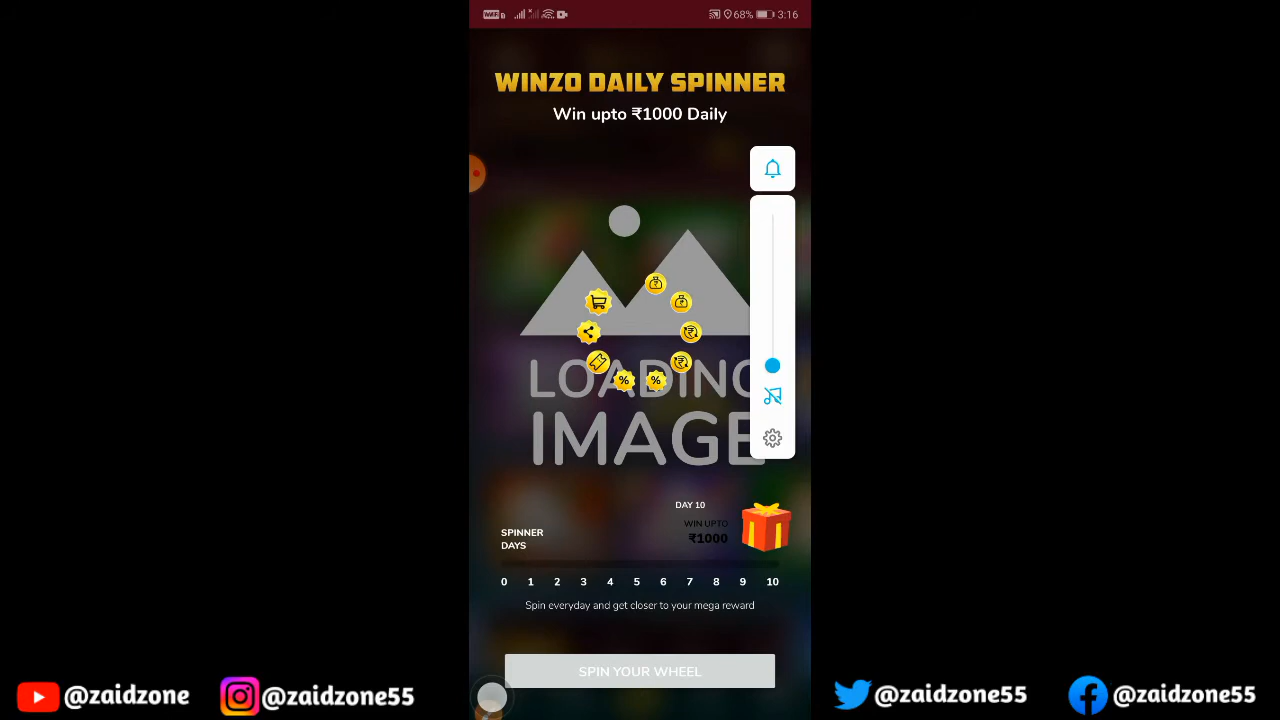 68% 3:16
WINZO DAILY SPINNER
Win upto ₹1000 Daily
LOADING
IMAGE
DAY 10
WIN UPTO
₹1000
SPINNER
DAYS
0 1 2 3 4 5 6 7 8 9 10
Spin everyday and get closer to your mega reward
SPIN YOUR WHEEL
@zaidzone @zaidzone55 @zaidzone55 @zaidzone55